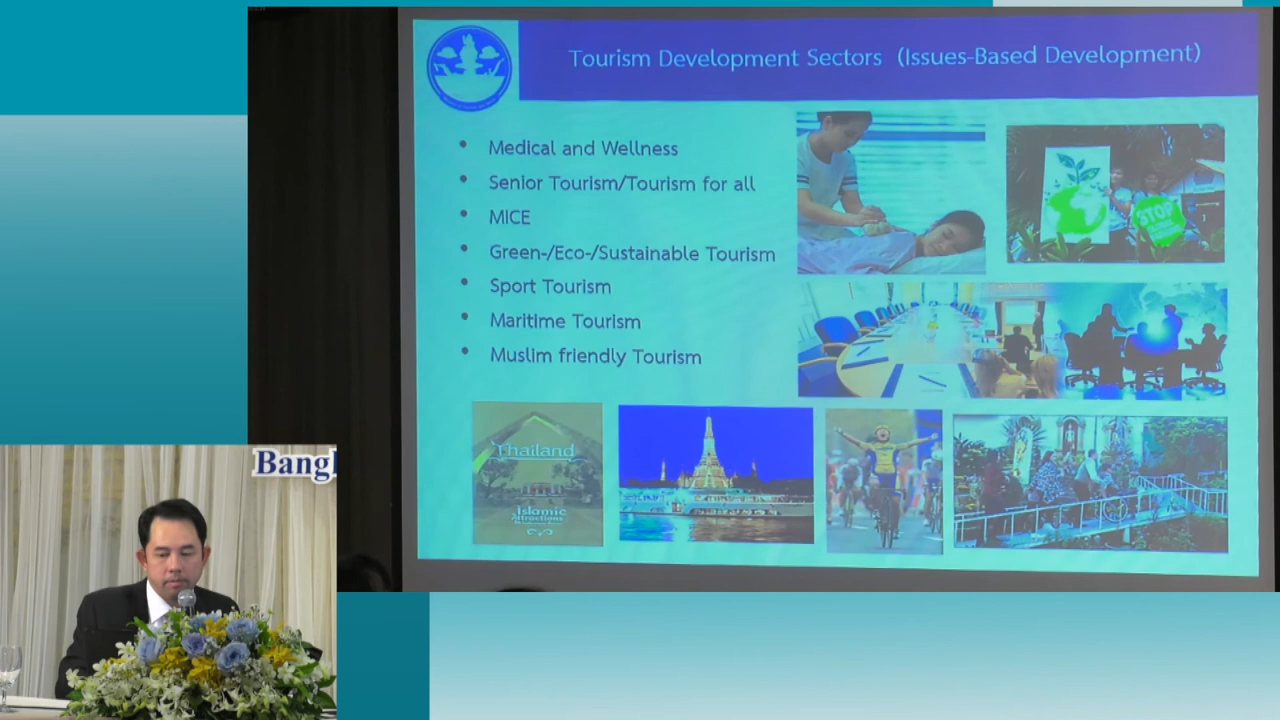 Tourism Development Sectors (Issues-Based Development)
• Medical and Wellness
• Senior Tourism/Tourism for all
• MICE
• Green-/Eco-/Sustainable Tourism
• Sport Tourism
• Maritime Tourism
• Muslim friendly Tourism
STOP
Thailand
Islamic
Attractions
Bang